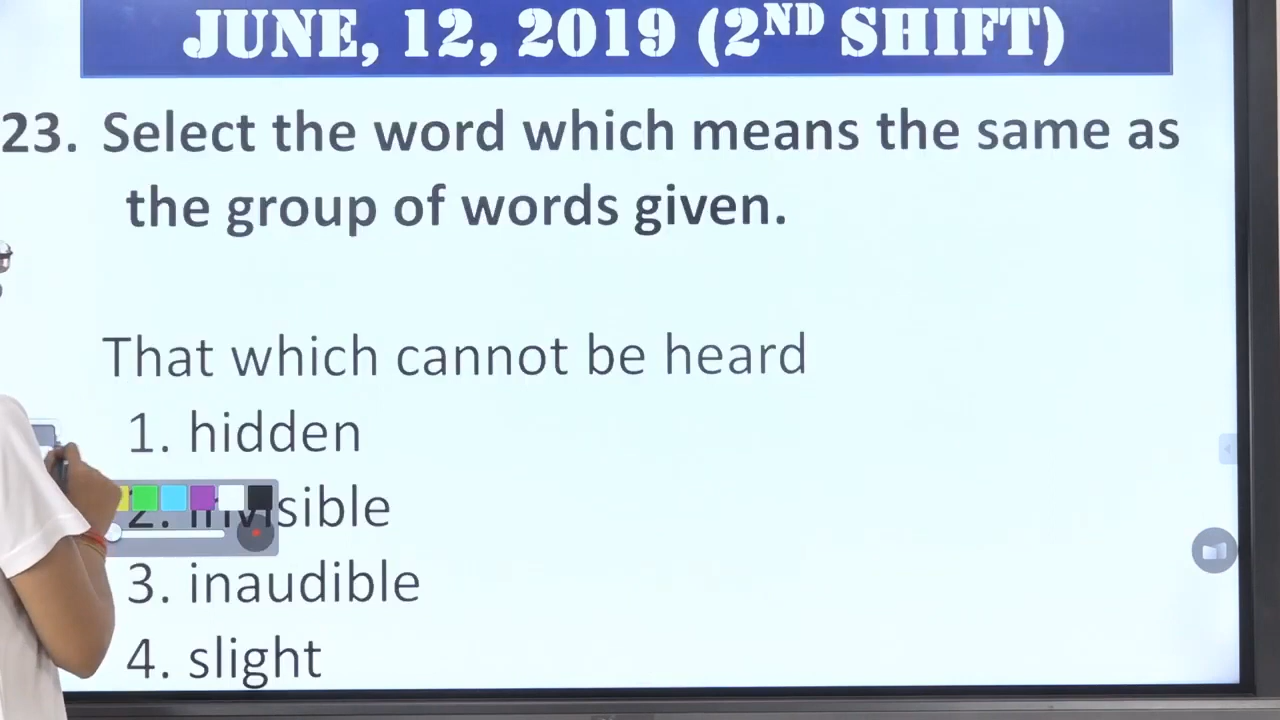 JUNE, 12, 2019 (2ND SHIFT)
23. Select the word which means the same as
the group of words given.
That which cannot be heard
1. hidden
2. invisible
3. inaudible
4. slight